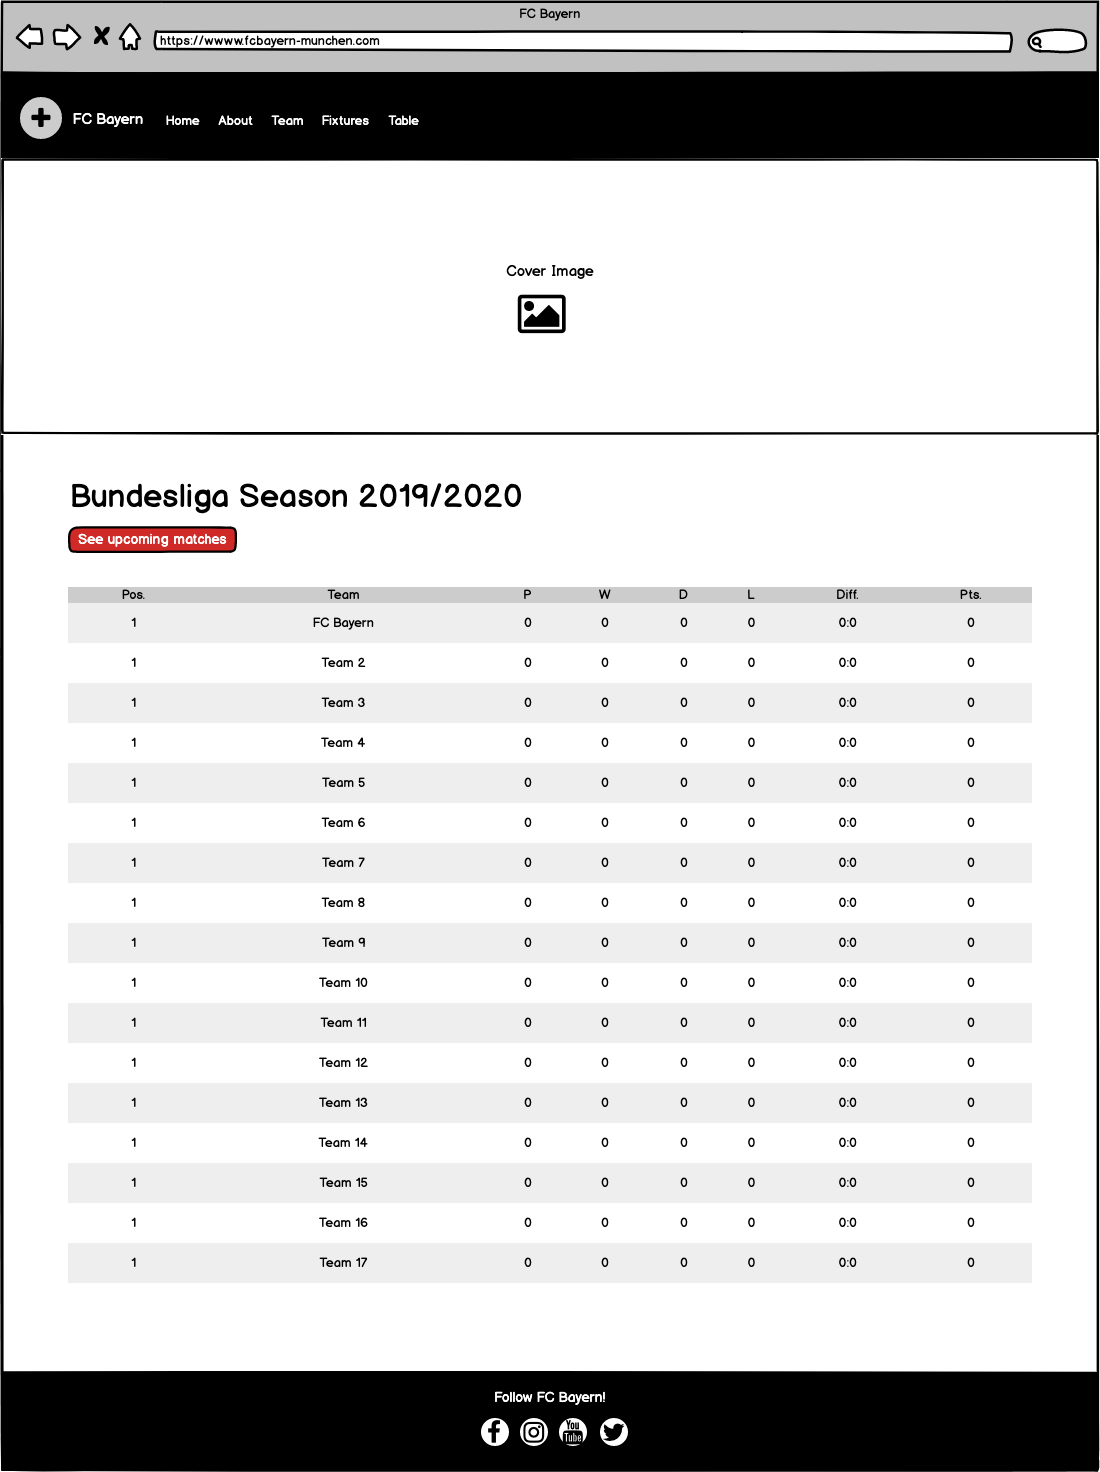 FC Bayern
https://wwww.fcbayern-munchen.com
FC Bayern Home About Team Fixtures Table
Cover Image
Bundesliga Season 2019/2020
See upcoming matches
Pos. Team P W D L Diff. Pts.
1 FC Bayern 0 0 0 0 0:0 0
1 Team 2 0 0 0 0 0:0 0
1 Team 3 0 0 0 0 0:0 0
1 Team 4 0 0 0 0 0:0 0
1 Team 5 0 0 0 0 0:0 0
1 Team 6 0 0 0 0 0:0 0
1 Team 7 0 0 0 0 0:0 0
1 Team 8 0 0 0 0 0:0 0
1 Team 9 0 0 0 0 0:0 0
1 Team 10 0 0 0 0 0:0 0
1 Team 11 0 0 0 0 0:0 0
1 Team 12 0 0 0 0 0:0 0
1 Team 13 0 0 0 0 0:0 0
1 Team 14 0 0 0 0 0:0 0
1 Team 15 0 0 0 0 0:0 0
1 Team 16 0 0 0 0 0:0 0
1 Team 17 0 0 0 0 0:0 0
Follow FC Bayern!
You
Tube